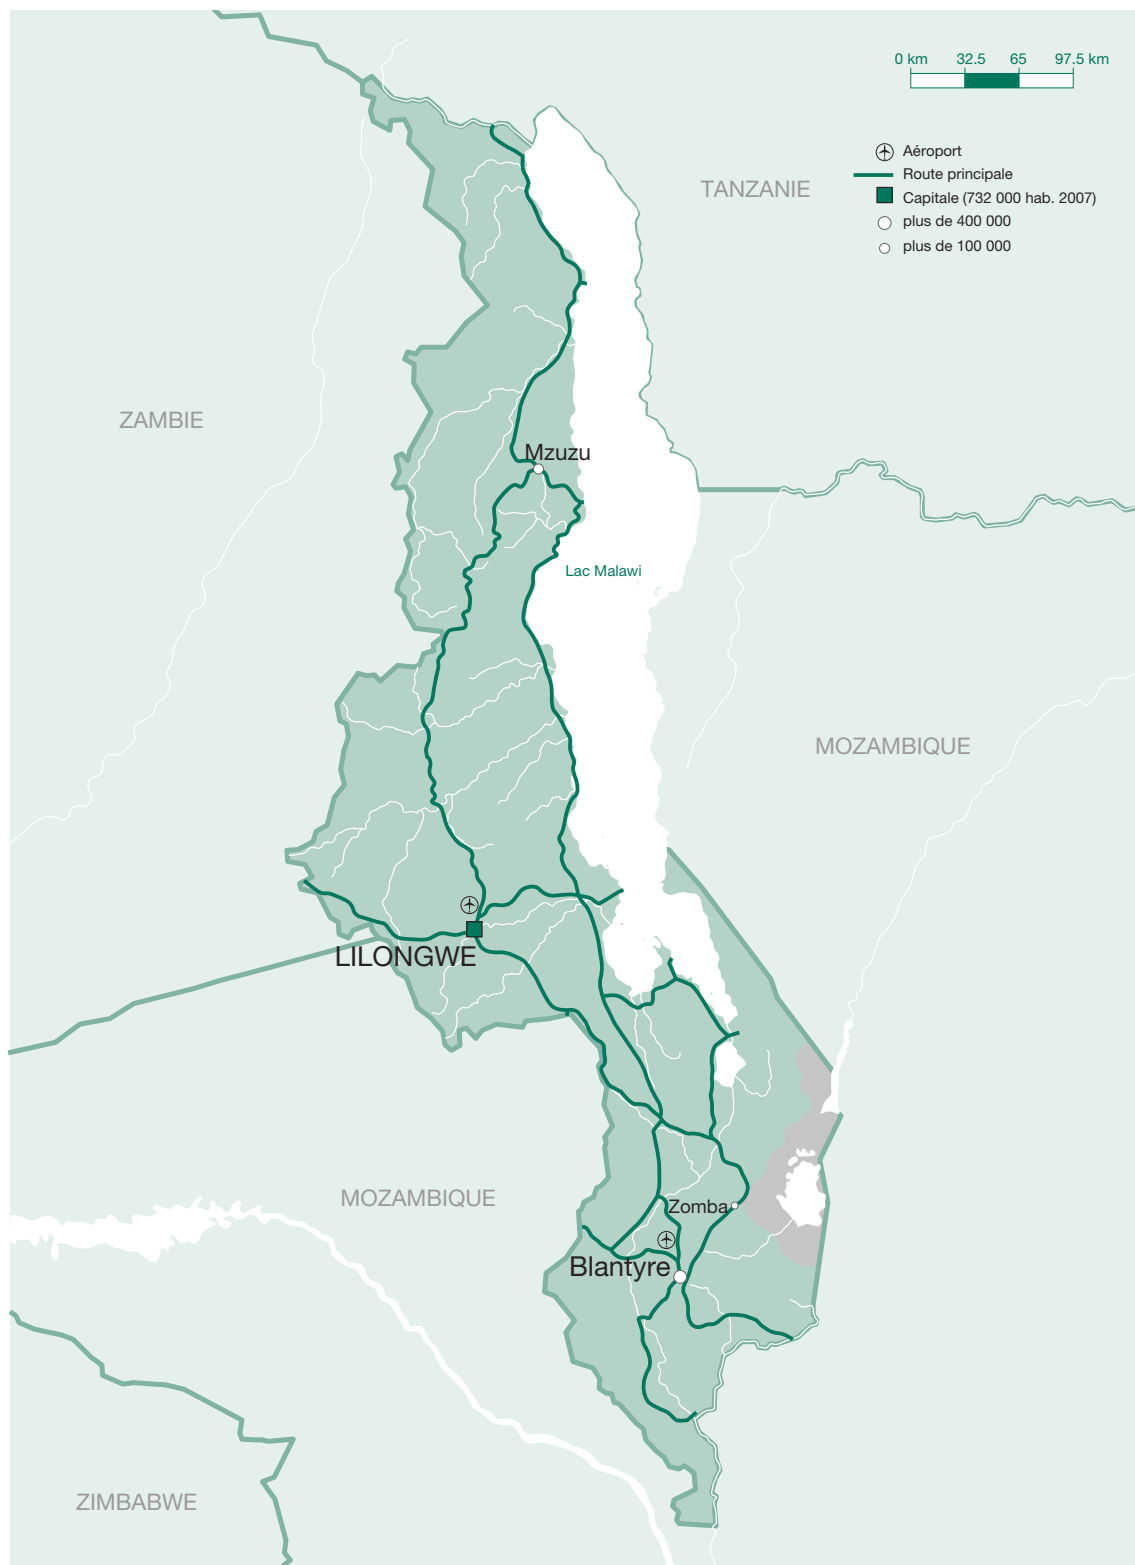 0 km 32.5 65 97.5 km
Aéroport
Route principale
Capitale (732 000 hab. 2007)
plus de 400 000
plus de 100 000
TANZANIE
ZAMBIE
Mzuzu
Lac Malawi
MOZAMBIQUE
LILONGWE
MOZAMBIQUE
Zomba
Blantyre
ZIMBABWE